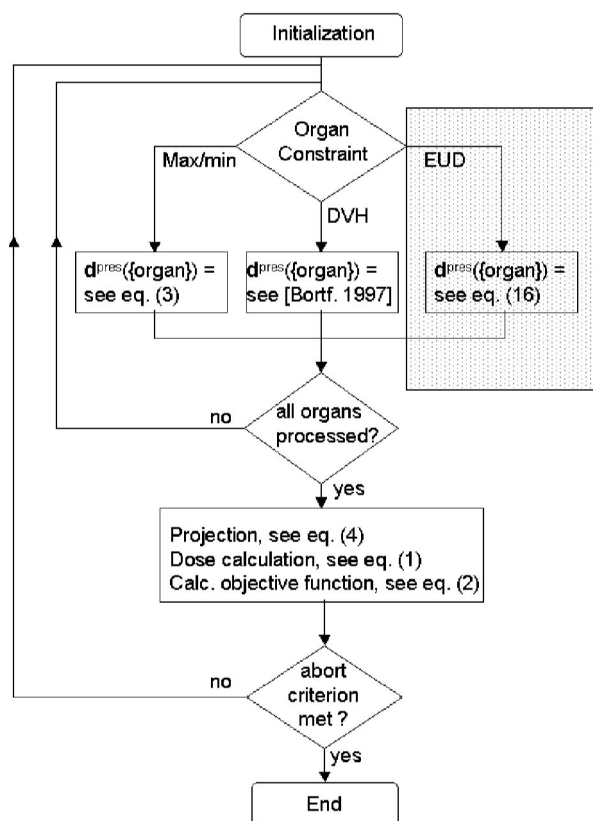 Initialization
Organ
Constraint
Max/min
EUD
DVH
d^pres({organ}) =
see eq. (3)
d^pres({organ}) =
see [Bortf. 1997]
d^pres({organ}) =
see eq. (16)
no
all organs
processed?
yes
Projection, see eq. (4)
Dose calculation, see eq. (1)
Calc. objective function, see eq. (2)
no
abort
criterion
met ?
yes
End